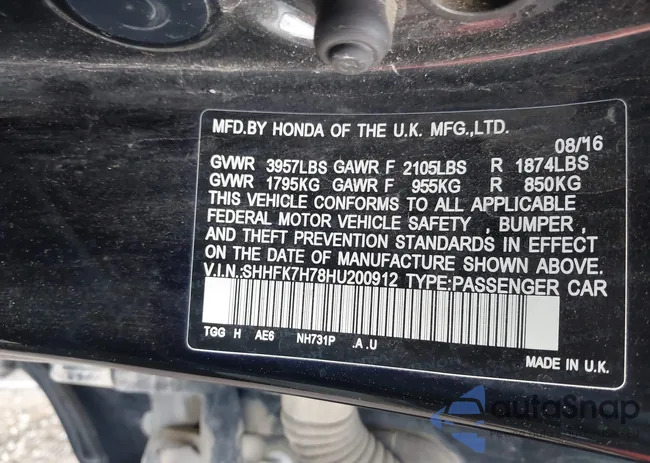 MFD.BY HONDA OF THE U.K. MFG.,LTD.
08/16
GVWR 3957LBS GAWR F 2105LBS R 1874LBS
GVWR 1795KG GAWR F 955KG R 850KG
THIS VEHICLE CONFORMS TO ALL APPLICABLE
FEDERAL MOTOR VEHICLE SAFETY , BUMPER ,
AND THEFT PREVENTION STANDARDS IN EFFECT
ON THE DATE OF MANUFACTURE SHOWN ABOVE.
V.I.N.:SHHFK7H78HU200912 TYPE:PASSENGER CAR
TGG H AE6 NH731P .A .U
MADE IN U.K.
autoSnap